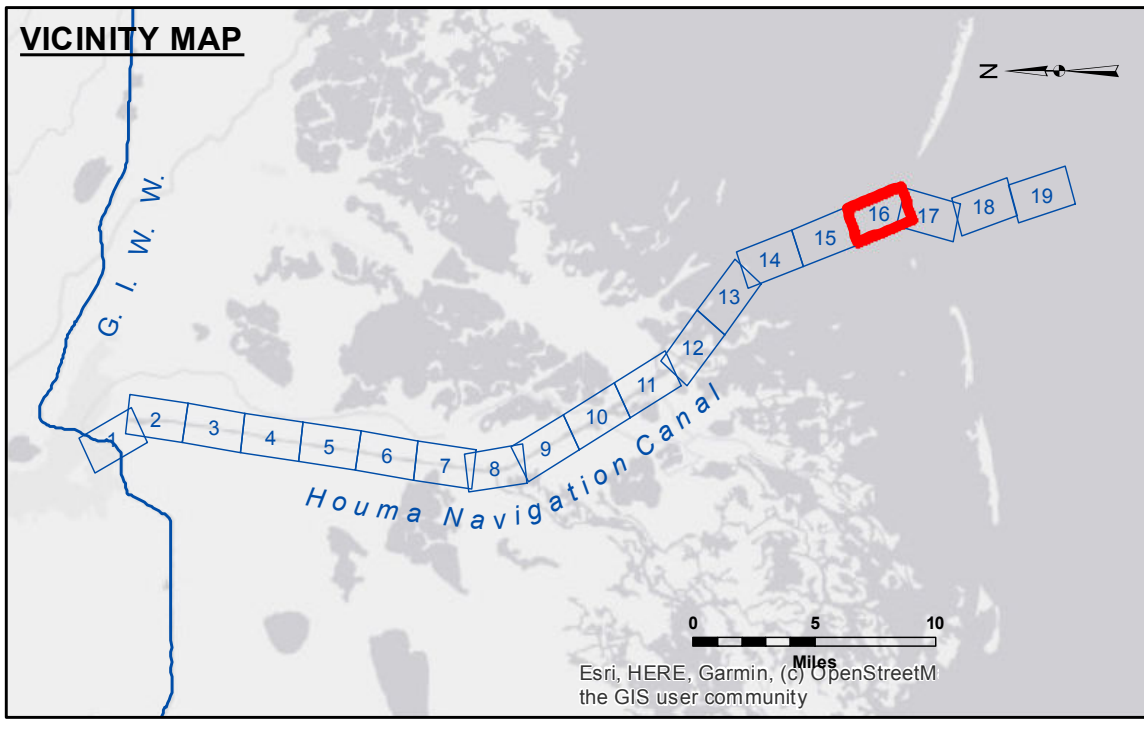 VICINITY MAP
N
G. I. W. W.
1
2
3
4
5
6
7
8
9
10
11
12
13
14
15
16
17
18
19
Houma Navigation Canal
0 5 10
Miles
Esri, HERE, Garmin, (c) OpenStreetM
the GIS user community